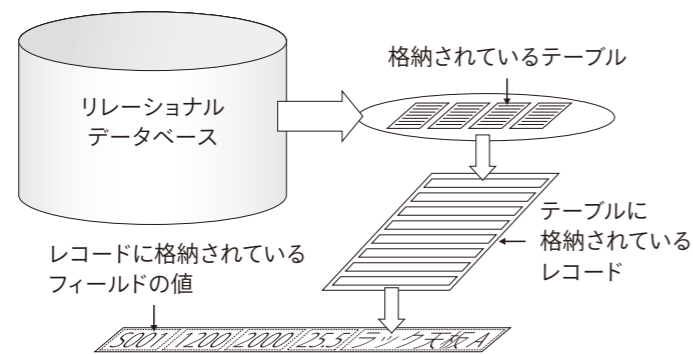 格納されているテーブル
リレーショナル
データベース
テーブルに
格納されている
レコード
レコードに格納されている
フィールドの値
S001 1200 2000 25.5 ラック天板A